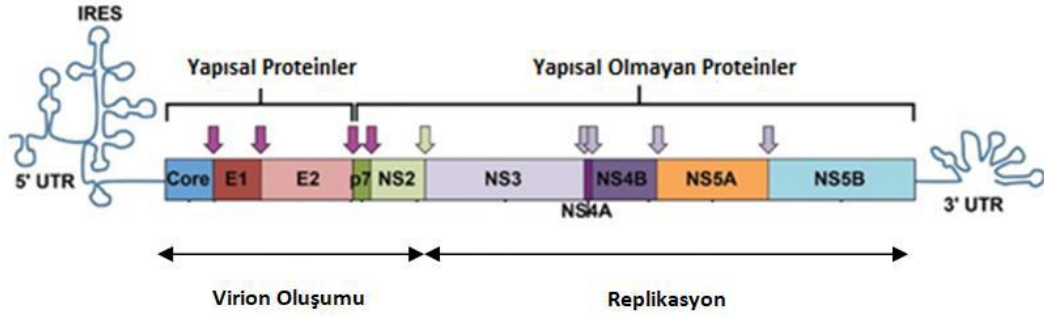 IRES
Yapısal Proteinler
Yapısal Olmayan Proteinler
5' UTR
Core
E1
E2
p7
NS2
NS3
NS4A
NS4B
NS5A
NS5B
3' UTR
Virion Oluşumu
Replikasyon